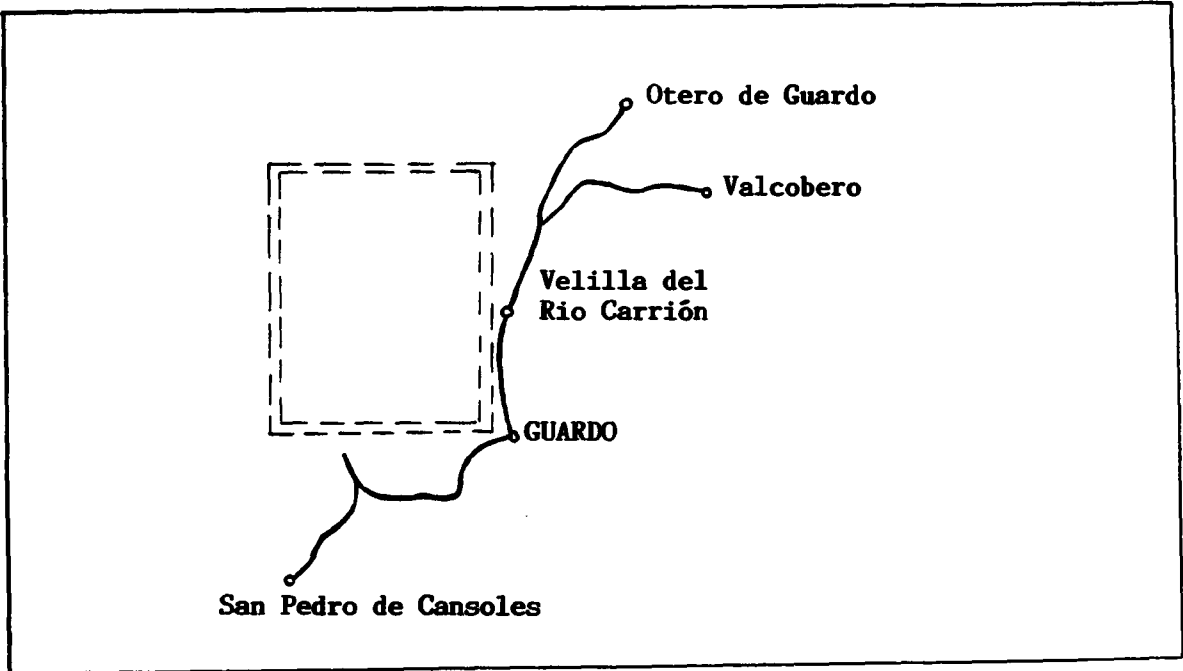 Otero de Guardo
Valcobero
Velilla del
Rio Carrión
GUARDO
San Pedro de Cansoles